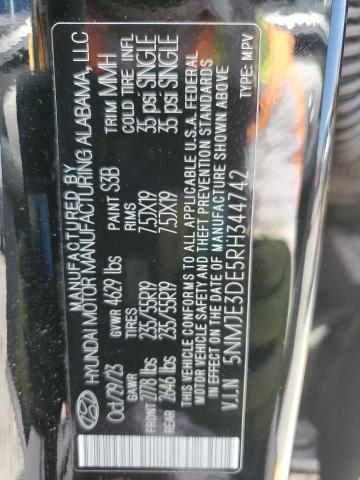 MANUFACTURED BY
HYUNDAI MOTOR MANUFACTURING ALABAMA, LLC
Oct/29/23 PAINT S3B TRIM MMH
GVWR 4629 lbs
TIRES RIMS COLD TIRE INFL
FRONT 2778 lbs 235/55R19 7.5JX19 35 psi SINGLE
REAR 2646 lbs 235/55R19 7.5JX19 35 psi SINGLE
THIS VEHICLE CONFORMS TO ALL APPLICABLE U.S.A. FEDERAL
MOTOR VEHICLE SAFETY AND THEFT PREVENTION STANDARDS
IN EFFECT ON THE DATE OF MANUFACTURE SHOWN ABOVE
V.I.N 5NMJE3DE5RH344742 TYPE: MPV